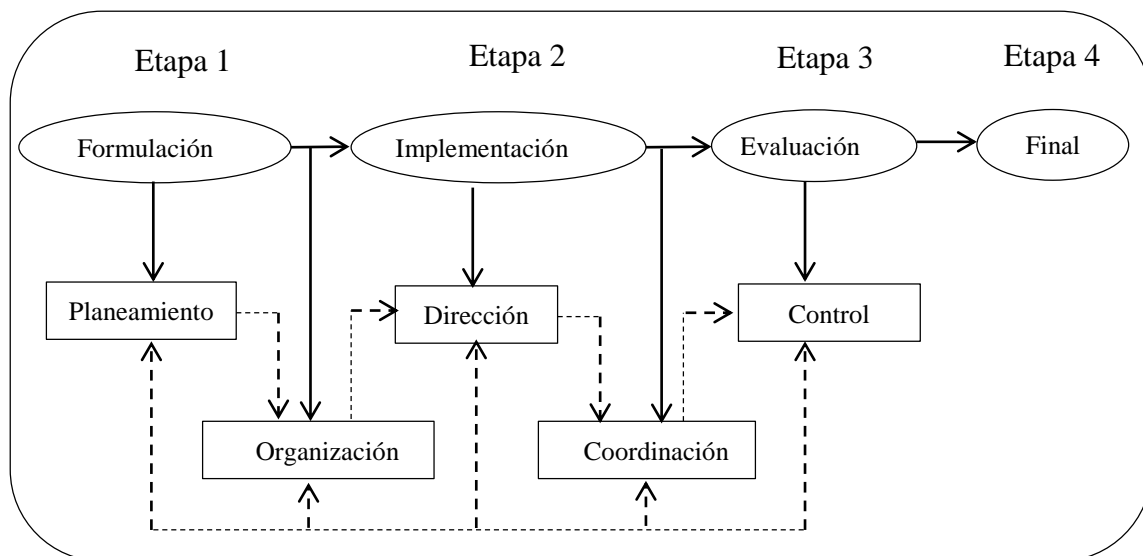 Etapa 1
Etapa 2
Etapa 3
Etapa 4
Formulación
Implementación
Evaluación
Final
Planeamiento
Dirección
Control
Organización
Coordinación